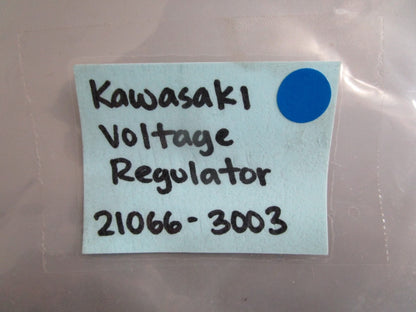 Kawasaki
Voltage
Regulator
21066-3003